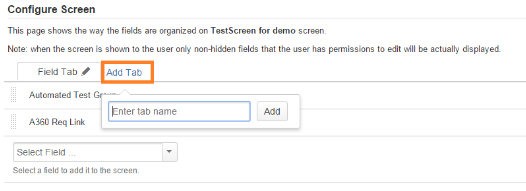 Configure Screen
This page shows the way the fields are organized on TestScreen for demo screen.
Note: when the screen is shown to the user only non-hidden fields that the user has permissions to edit will be actually displayed.
Field Tab Add Tab
Automated Test
Enter tab name Add
A360 Req Link
Select Field ...
Select a field to add it to the screen.